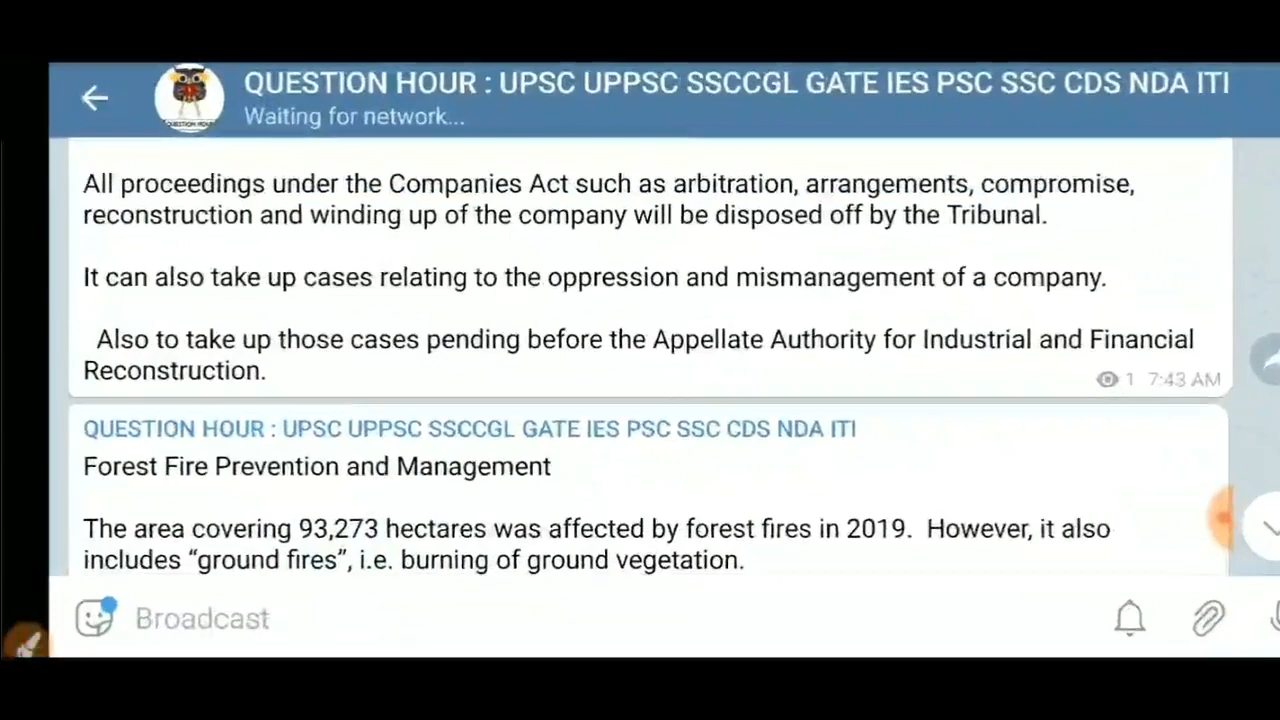 QUESTION HOUR : UPSC UPPSC SSCCGL GATE IES PSC SSC CDS NDA ITI
Waiting for network...
All proceedings under the Companies Act such as arbitration, arrangements, compromise,
reconstruction and winding up of the company will be disposed off by the Tribunal.
It can also take up cases relating to the oppression and mismanagement of a company.
Also to take up those cases pending before the Appellate Authority for Industrial and Financial
Reconstruction.
1 7:43 AM
QUESTION HOUR : UPSC UPPSC SSCCGL GATE IES PSC SSC CDS NDA ITI
Forest Fire Prevention and Management
The area covering 93,273 hectares was affected by forest fires in 2019. However, it also
includes “ground fires”, i.e. burning of ground vegetation.
Broadcast